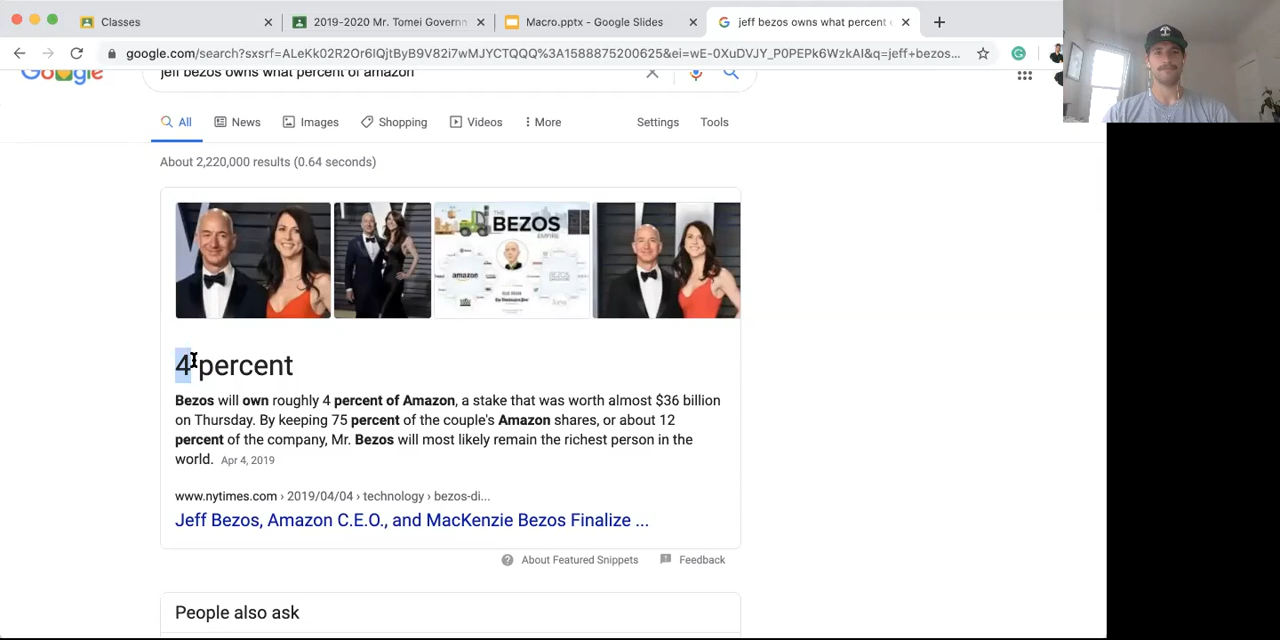 Classes
2019-2020 Mr. Tomei Governm
Macro.pptx - Google Slides
jeff bezos owns what percent
google.com/search?sxsrf=ALeKk02R2Or6IQjtByB9V82i7wMJYCTQQQ%3A1588875200625&ei=wE-0XuDVJY_P0PEPk6WzkAI&q=jeff+bezos...
Google
jeff bezos owns what percent of amazon
All
News
Images
Shopping
Videos
More
Settings
Tools
About 2,220,000 results (0.64 seconds)
THE
BEZOS
EMPIRE
amazon
4 percent
Bezos will own roughly 4 percent of Amazon, a stake that was worth almost $36 billion
on Thursday. By keeping 75 percent of the couple's Amazon shares, or about 12
percent of the company, Mr. Bezos will most likely remain the richest person in the
world. Apr 4, 2019
www.nytimes.com › 2019/04/04 › technology › bezos-di...
Jeff Bezos, Amazon C.E.O., and MacKenzie Bezos Finalize ...
About Featured Snippets
Feedback
People also ask